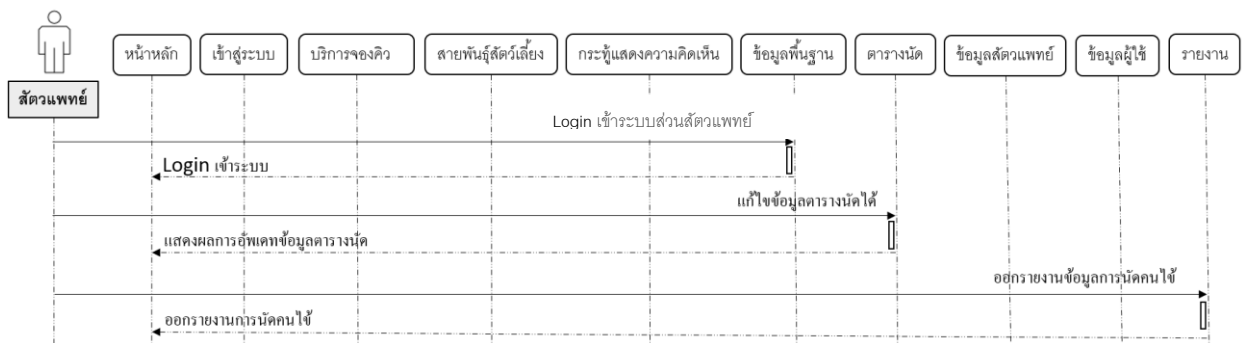 หน้าหลัก
เข้าสู่ระบบ
บริการจองคิว
สายพันธุ์สัตว์เลี้ยง
กระทู้แสดงความคิดเห็น
ข้อมูลพื้นฐาน
ตารางนัด
ข้อมูลสัตวแพทย์
ข้อมูลผู้ใช้
รายงาน
สัตวแพทย์
Login เข้าระบบส่วนสัตวแพทย์
Login เข้าระบบ
แก้ไขข้อมูลตารางนัดได้
แสดงผลการอัพเดทข้อมูลตารางนัด
ออกรายงานข้อมูลการนัดคนไข้
ออกรายงานการนัดคนไข้